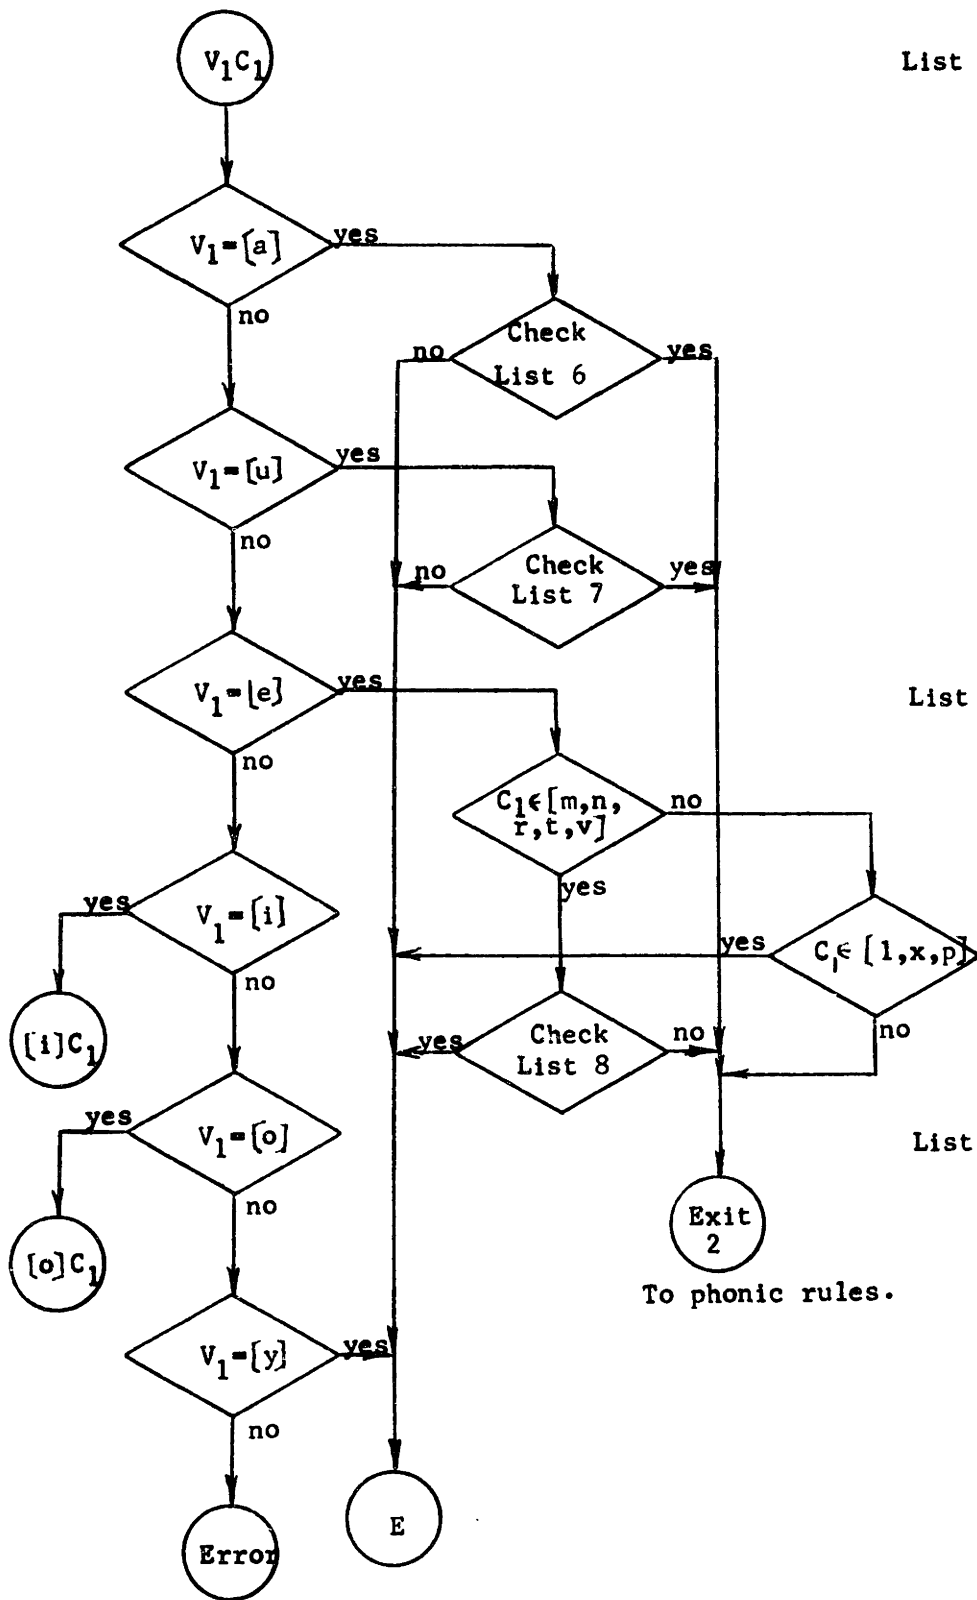 V1C1
List
V1=[a]
yes
no
Check
List 6
no
yes
V1=[u]
yes
no
Check
List 7
no
yes
V1=[e]
yes
no
List
C1∈[m,n,
r,t,v]
no
yes
V1=[i]
yes
no
[i]C1
C1∈[l,x,p]
yes
no
Check
List 8
yes
no
V1=[o]
yes
no
[o]C1
List
Exit
2
To phonic rules.
V1=[y]
yes
no
Error
E